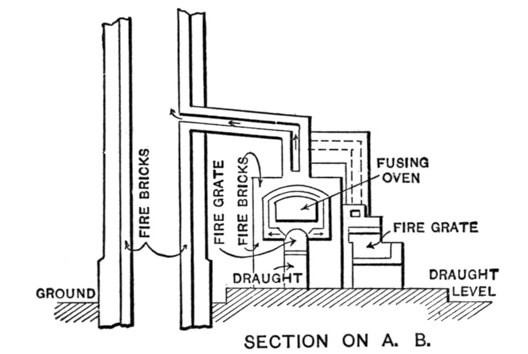 FIRE BRICKS
FIRE GRATE
FIRE BRICKS
FUSING
OVEN
FIRE GRATE
DRAUGHT
GROUND
DRAUGHT
LEVEL
SECTION ON A. B.